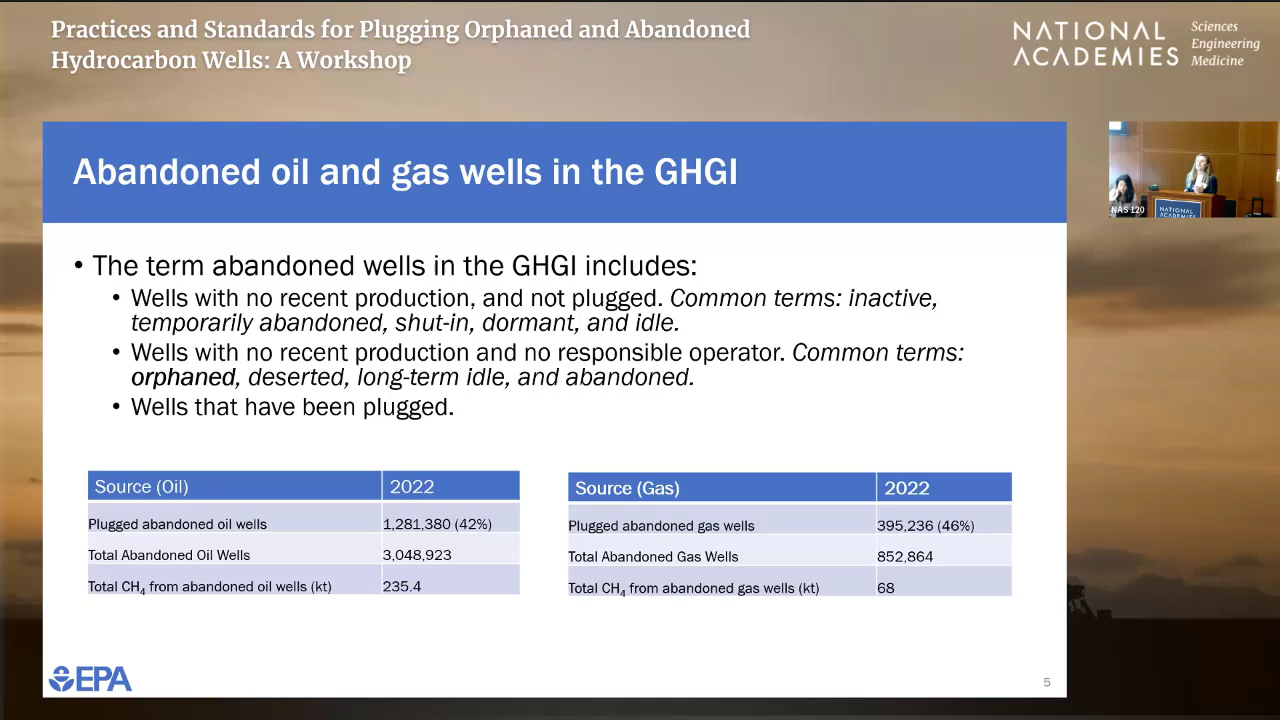 Practices and Standards for Plugging Orphaned and Abandoned
Hydrocarbon Wells: A Workshop
NATIONAL
ACADEMIES
Sciences
Engineering
Medicine
Abandoned oil and gas wells in the GHGI
NAS 120
NATIONAL
ACADEMIES
• The term abandoned wells in the GHGI includes:
• Wells with no recent production, and not plugged. Common terms: inactive,
temporarily abandoned, shut-in, dormant, and idle.
• Wells with no recent production and no responsible operator. Common terms:
orphaned, deserted, long-term idle, and abandoned.
• Wells that have been plugged.
Source (Oil) 2022
Plugged abandoned oil wells 1,281,380 (42%)
Total Abandoned Oil Wells 3,048,923
Total CH4 from abandoned oil wells (kt) 235.4
Source (Gas) 2022
Plugged abandoned gas wells 395,236 (46%)
Total Abandoned Gas Wells 852,864
Total CH4 from abandoned gas wells (kt) 68
EPA
5